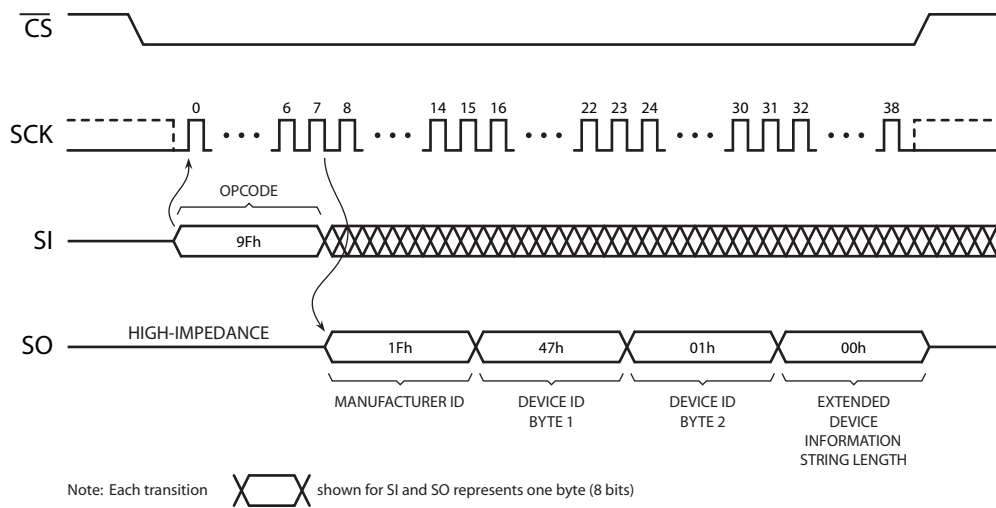 CS
0 6 7 8 14 15 16 22 23 24 30 31 32 38
SCK
OPCODE
SI
9Fh
HIGH-IMPEDANCE
SO
1Fh 47h 01h 00h
MANUFACTURER ID
DEVICE ID
BYTE 1
DEVICE ID
BYTE 2
EXTENDED
DEVICE
INFORMATION
STRING LENGTH
Note: Each transition shown for SI and SO represents one byte (8 bits)